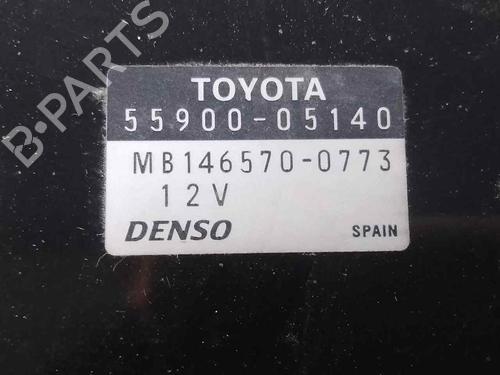 B-PARTS
TOYOTA
55900-05140
MB146570-0773
12V
DENSO SPAIN